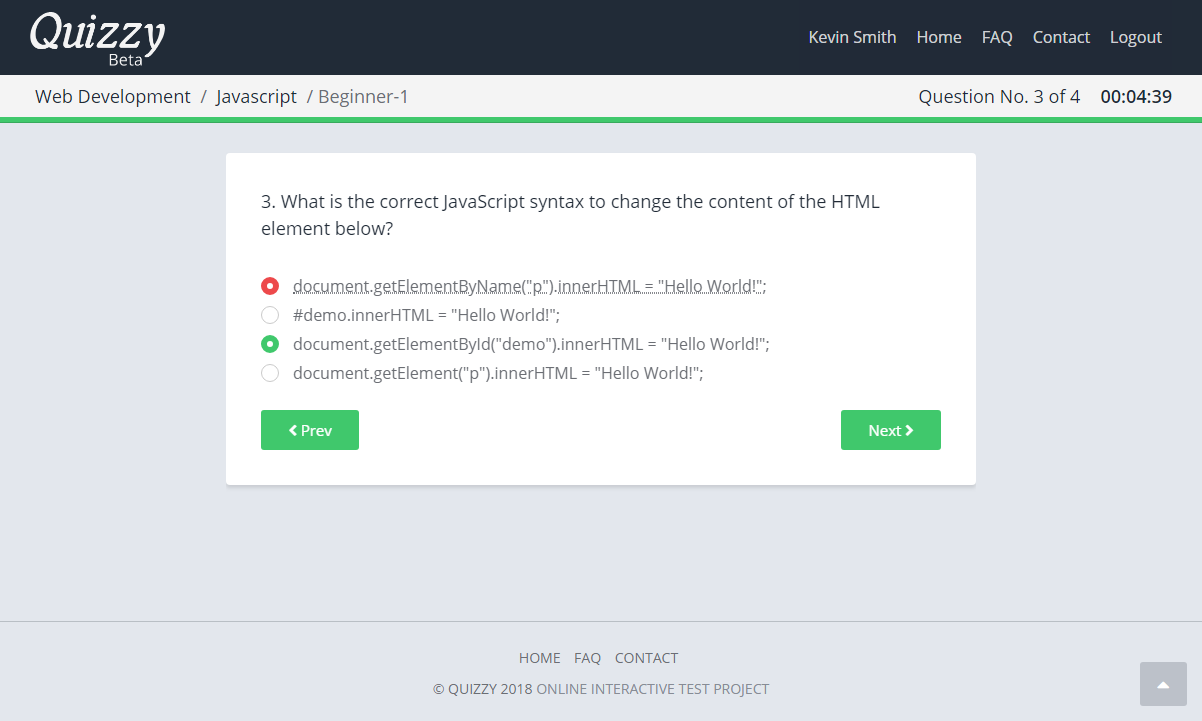 Quizzy
Beta
Kevin Smith Home FAQ Contact Logout
Web Development / Javascript / Beginner-1
Question No. 3 of 4 00:04:39
3. What is the correct JavaScript syntax to change the content of the HTML
element below?
document.getElementByName("p").innerHTML = "Hello World!";
#demo.innerHTML = "Hello World!";
document.getElementById("demo").innerHTML = "Hello World!";
document.getElement("p").innerHTML = "Hello World!";
Prev
Next
HOME FAQ CONTACT
© QUIZZY 2018 ONLINE INTERACTIVE TEST PROJECT